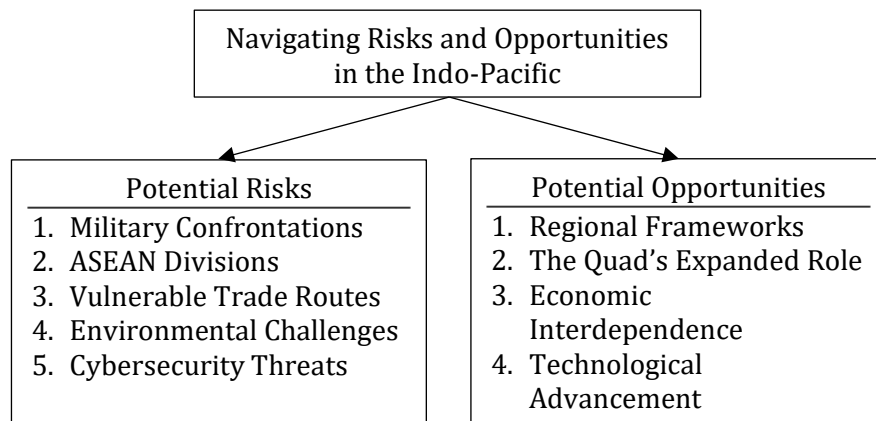 Navigating Risks and Opportunities
in the Indo-Pacific
Potential Risks
1. Military Confrontations
2. ASEAN Divisions
3. Vulnerable Trade Routes
4. Environmental Challenges
5. Cybersecurity Threats
Potential Opportunities
1. Regional Frameworks
2. The Quad’s Expanded Role
3. Economic
Interdependence
4. Technological
Advancement